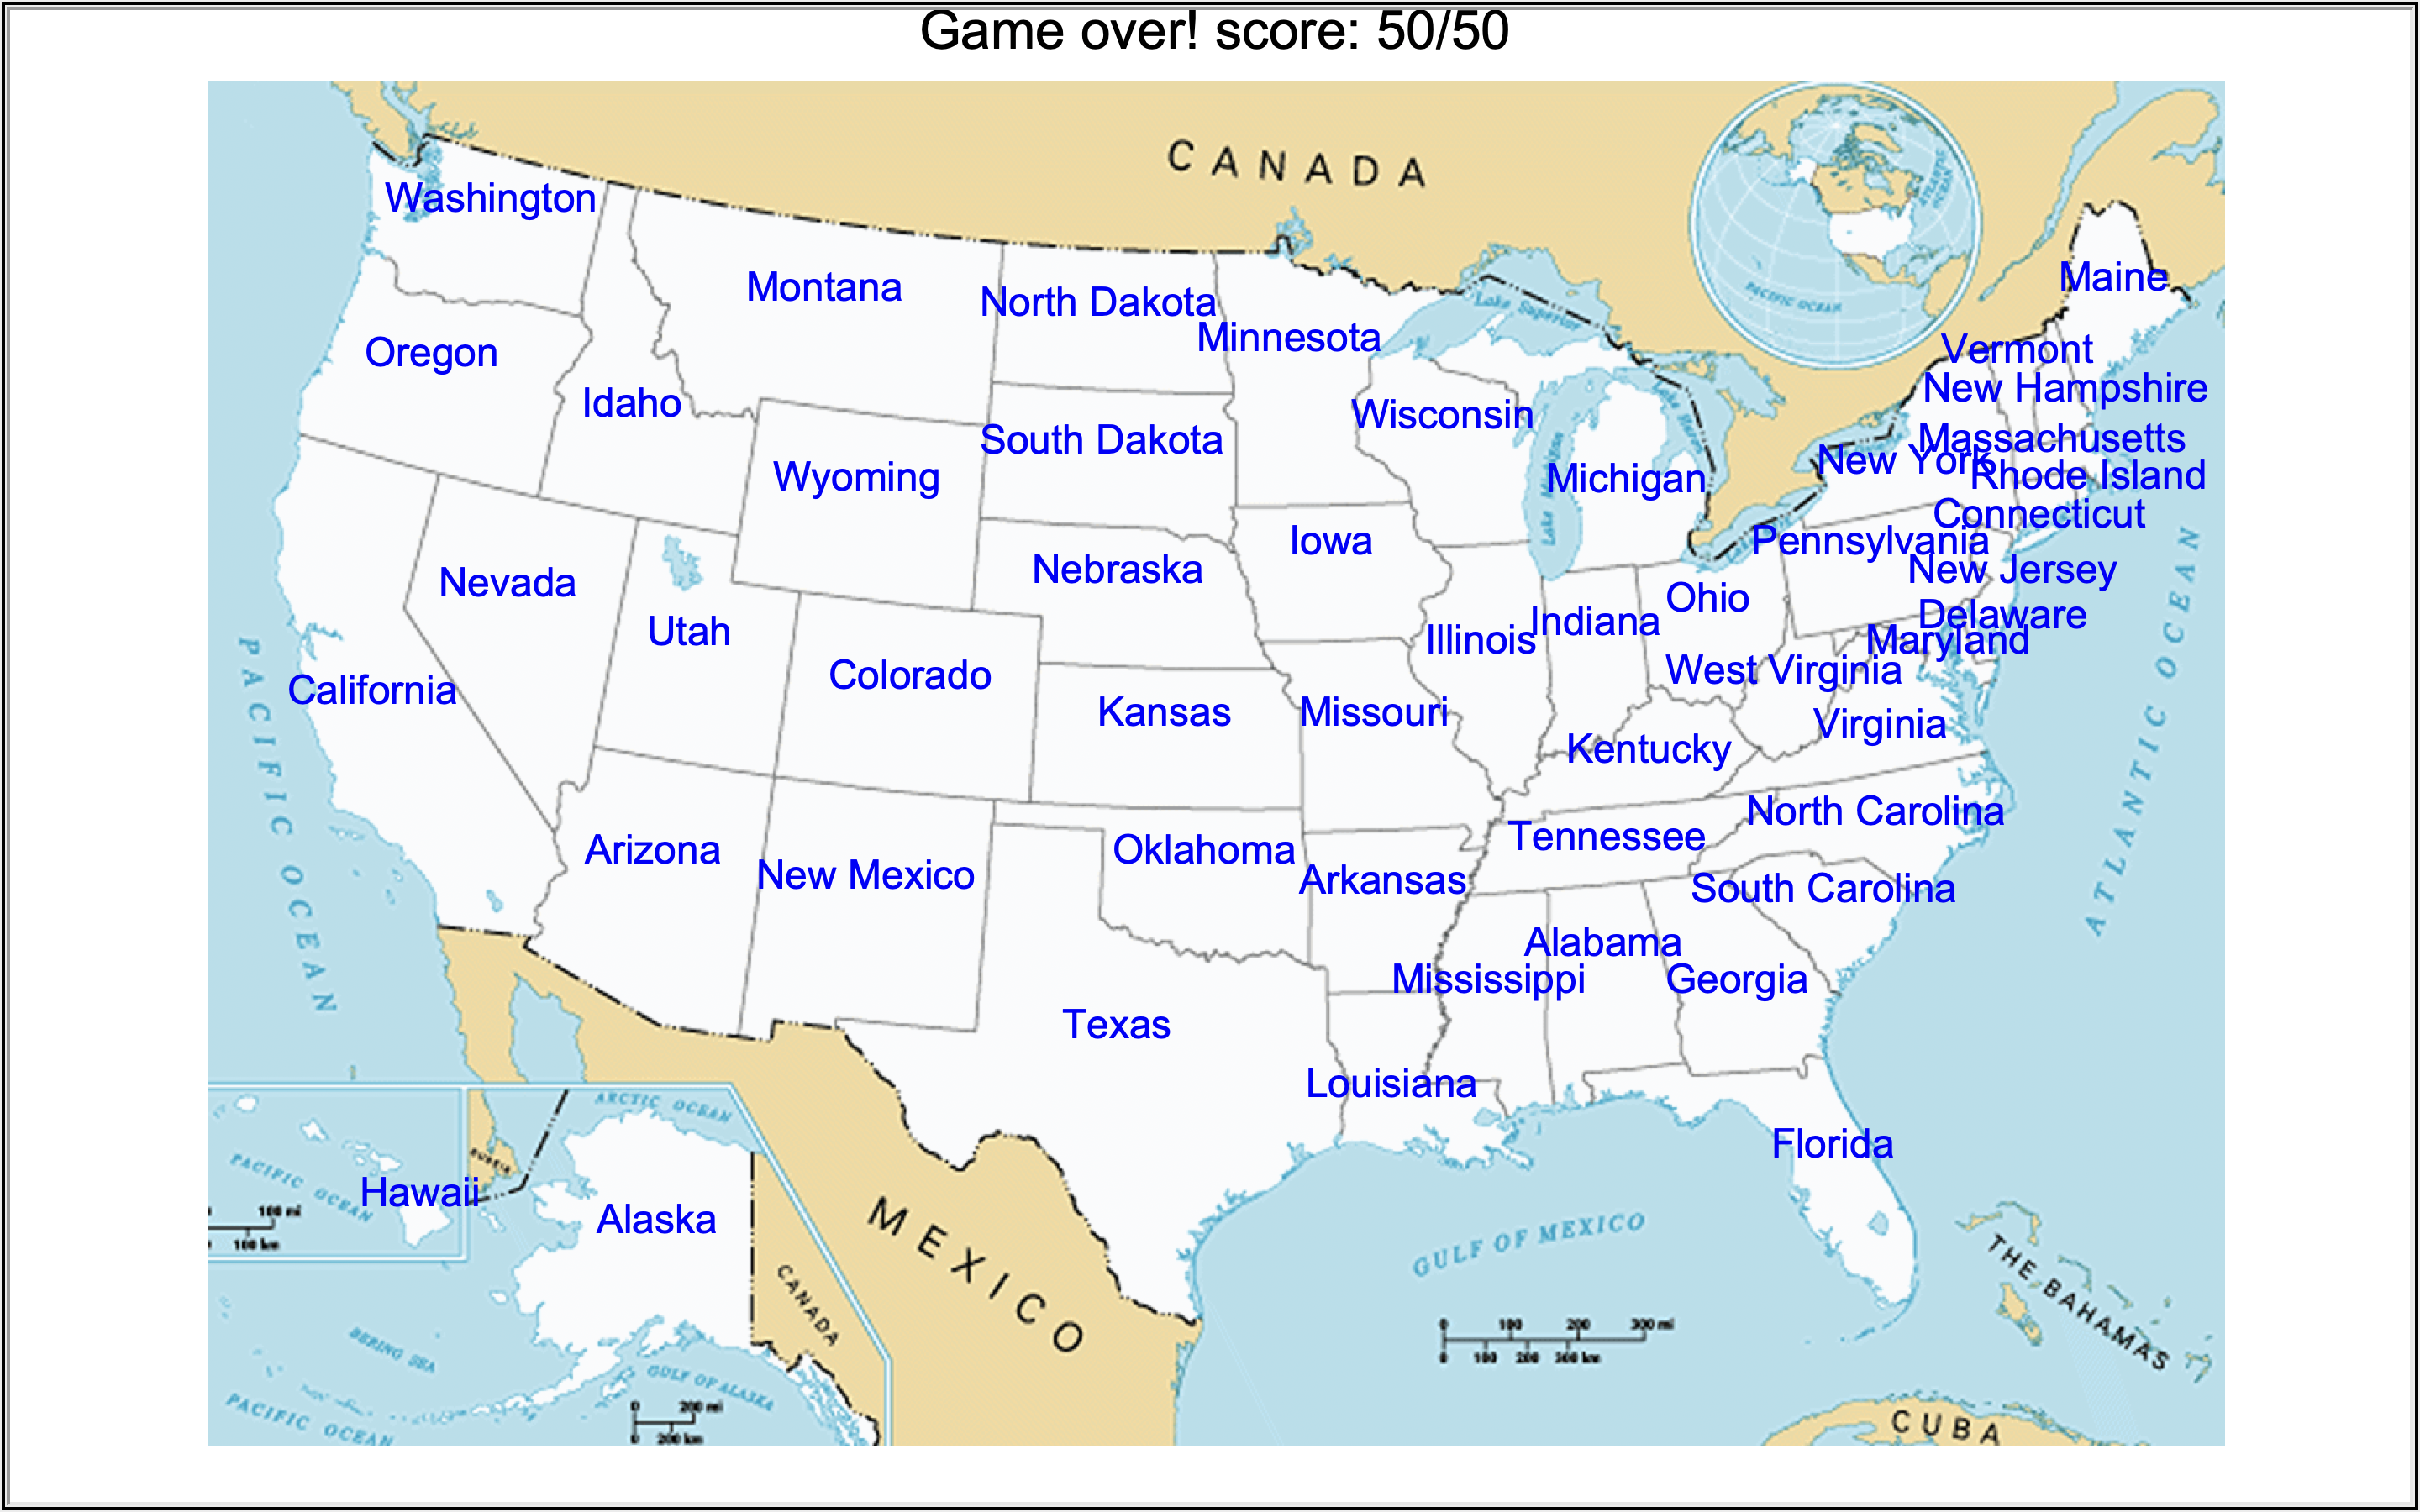 Game over! score: 50/50
CANADA
ATLANTIC OCEAN
PACIFIC OCEAN
Washington
Montana
North Dakota
Minnesota
Lake Superior
Maine
Oregon
Idaho
Vermont
New Hampshire
Wisconsin
South Dakota
Wyoming
Michigan
Lake Michigan
Lake Huron
Massachusetts
New York
Rhode Island
Connecticut
Pennsylvania
Iowa
Nebraska
New Jersey
Nevada
Utah
Ohio
Indiana
Illinois
Delaware
Maryland
West Virginia
Colorado
California
Kansas
Missouri
Virginia
Kentucky
PACIFIC OCEAN
ATLANTIC OCEAN
North Carolina
Tennessee
Arizona
New Mexico
Oklahoma
Arkansas
South Carolina
Alabama
Mississippi
Georgia
Texas
Louisiana
Florida
ARCTIC OCEAN
RUSSIA
PACIFIC OCEAN
Hawaii
100 mi
100 km
Alaska
CANADA
MEXICO
GULF OF MEXICO
THE BAHAMAS
0 100 200 300 mi
0 100 200 300 km
BERING SEA
GULF OF ALASKA
PACIFIC OCEAN
0 200 mi
0 200 km
CUBA